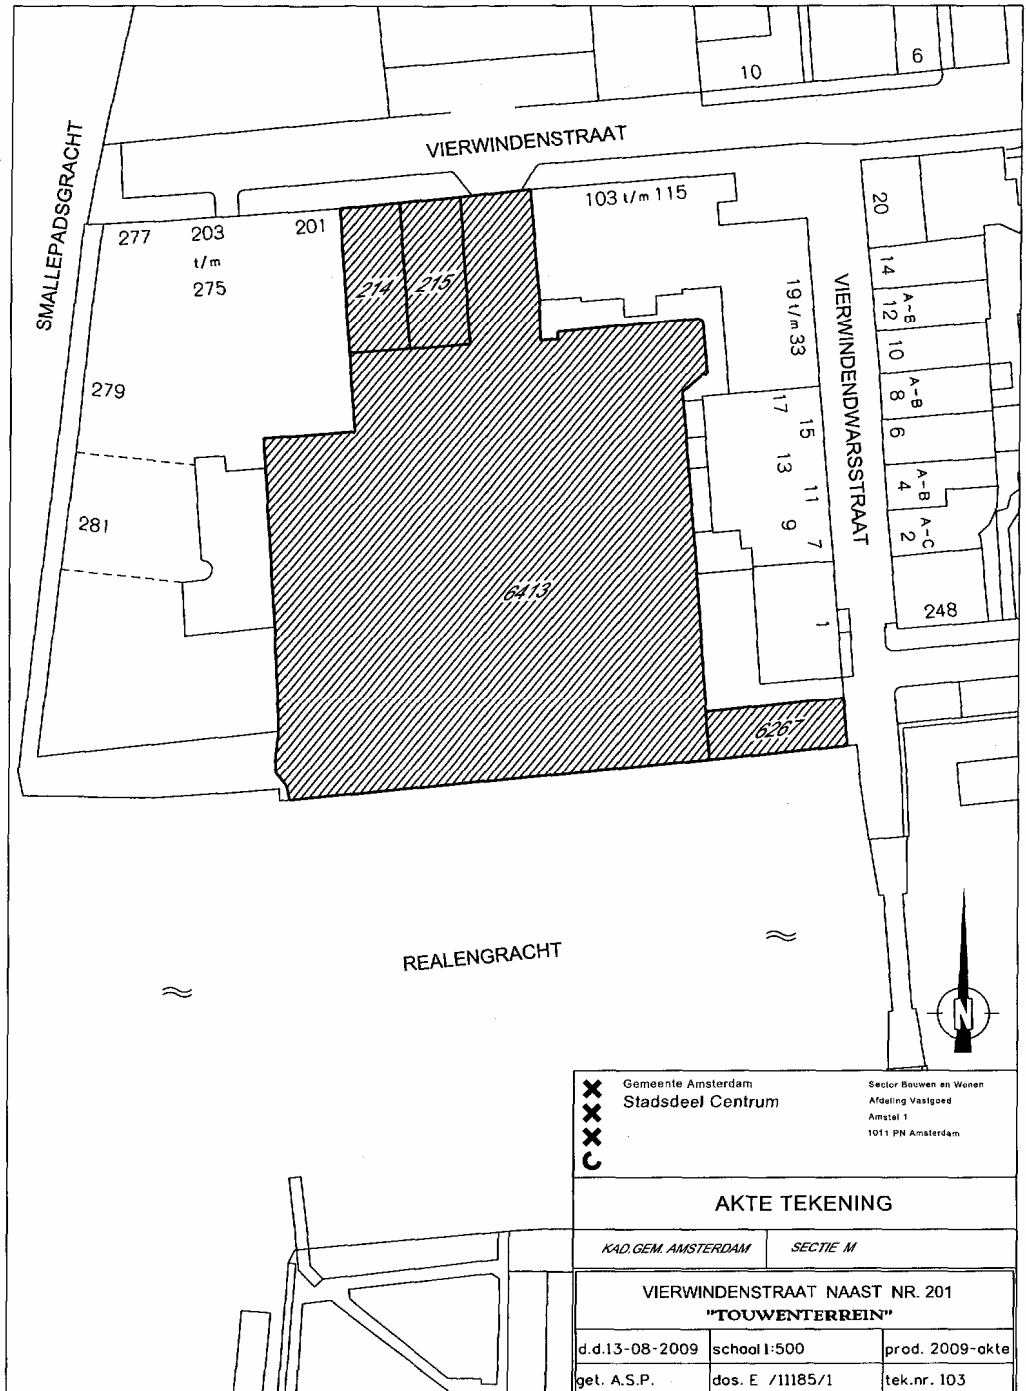 10
6
VIERWINDENSTRAAT
SMALLEPADSGRACHT
277
203
t/m
275
201
103 t/m 115
214
215
20
14
A-B
12
10
A-B
8
6
A-B
4
A-C
2
248
VIERWINDENDWARSSTRAAT
19 t/m 33
17
15
13
11
9
7
1
279
281
6413
6267
REALENGRACHT
N
Gemeente Amsterdam
Stadsdeel Centrum
Sector Bouwen en Wonen
Afdeling Vastgoed
Amstel 1
1011 PN Amsterdam
AKTE TEKENING
KAD. GEM. AMSTERDAM
SECTIE M
VIERWINDENSTRAAT NAAST NR. 201
"TOUWENTERREIN"
d.d.13-08-2009
schaal 1:500
prod. 2009-akte
get. A.S.P.
dos. E /11185/1
tek.nr. 103